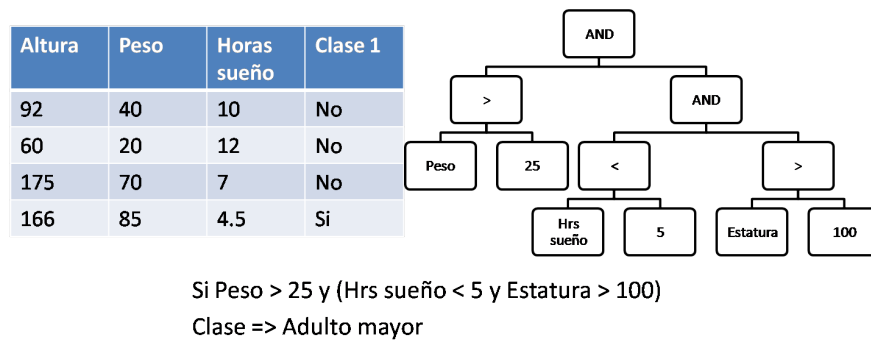 Altura Peso Horas sueño Clase 1
92 40 10 No
60 20 12 No
175 70 7 No
166 85 4.5 Si
AND
> AND
Peso 25 < >
Hrs sueño 5 Estatura 100
Si Peso > 25 y (Hrs sueño < 5 y Estatura > 100)
Clase => Adulto mayor